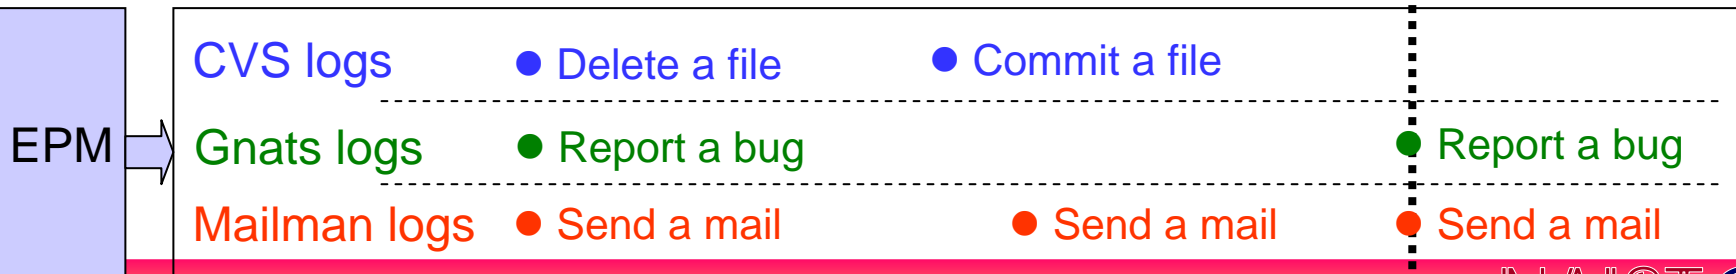 CVS logs ● Delete a file ● Commit a file
EPM
Gnats logs ● Report a bug ● Report a bug
Mailman logs ● Send a mail ● Send a mail ● Send a mail